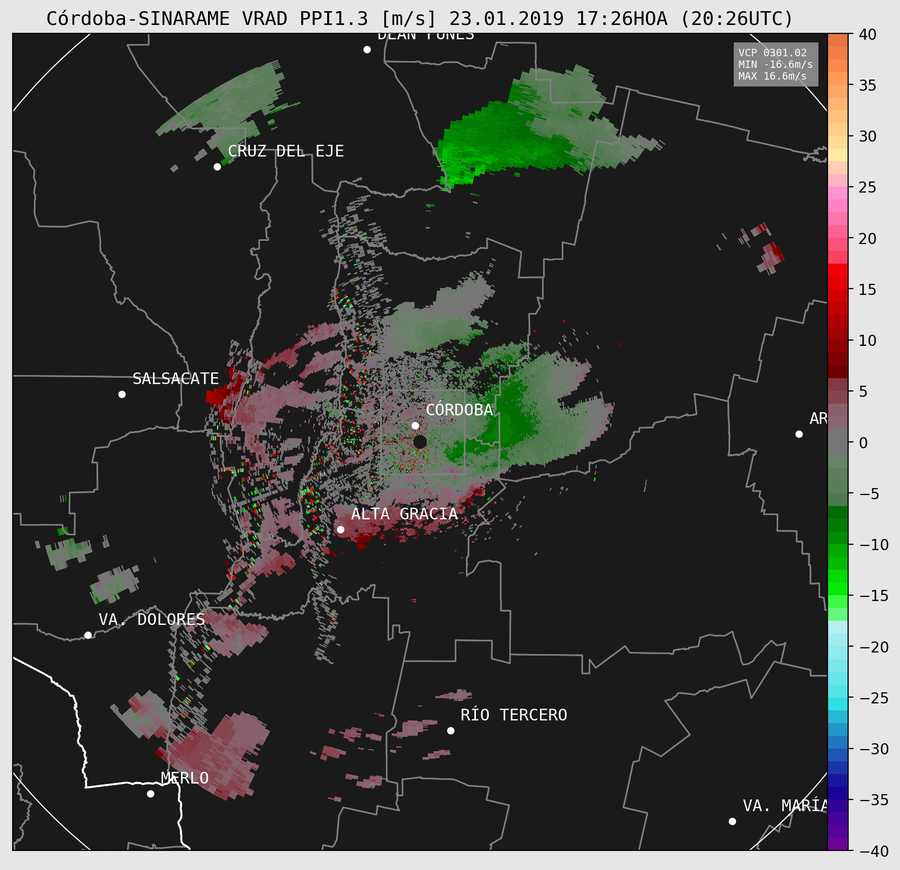 Córdoba-SINARAME VRAD PPI1.3 [m/s] 23.01.2019 17:26HOA (20:26UTC)
VCP 0301.02
MIN -16.6m/s
MAX 16.6m/s
DEÁN FUNES
CRUZ DEL EJE
SALSACATE
CÓRDOBA
AR
ALTA GRACIA
VA. DOLORES
RÍO TERCERO
MERLO
VA. MARÍA
40
35
30
25
20
15
10
5
0
−5
−10
−15
−20
−25
−30
−35
−40